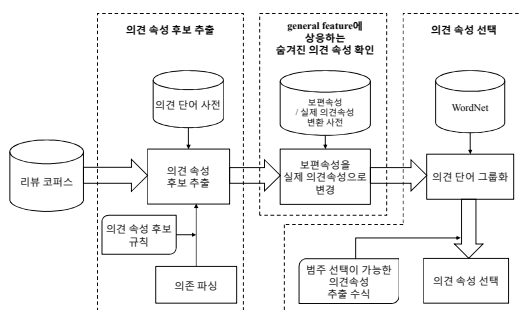 의견 속성 후보 추출
general feature에
상응하는
숨겨진 의견 속성 확인
의견 속성 선택
의견 단어 사전
보편속성
/ 실제 의견속성
변환 사전
WordNet
리뷰 코퍼스
의견 속성
후보 추출
보편속성을
실제 의견속성으로
변경
의견 단어 그룹화
의견 속성 후보
규칙
의존 파싱
범주 선택이 가능한
의견속성
추출 수식
의견 속성 선택